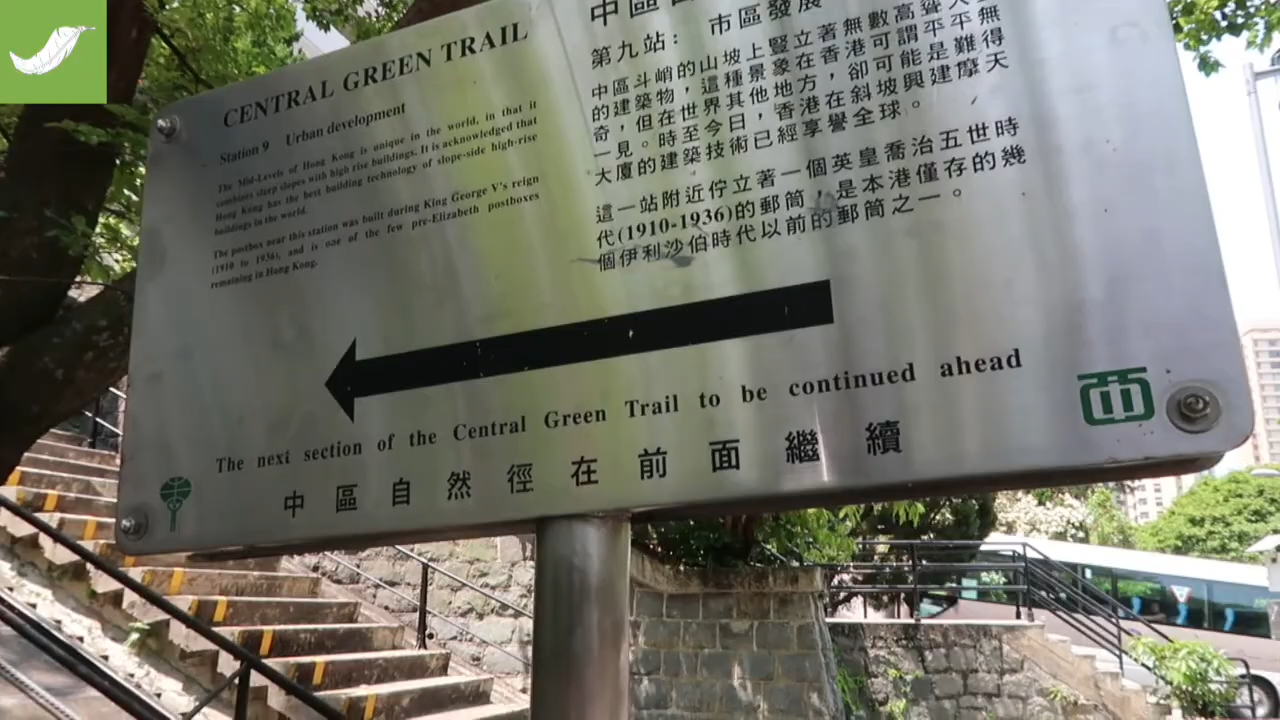 CENTRAL GREEN TRAIL
Station 9 Urban development
The Mid-Levels of Hong Kong is unique in the world, in that it
combines steep slopes with high rise buildings. It is acknowledged that
Hong Kong has the best building technology of slope-side high-rise
buildings in the world.
The postbox near this station was built during King George V's reign
(1910 to 1936), and is one of the few pre-Elizabeth postboxes
remaining in Hong Kong.
中區
第九站： 市區發展
中區斗峭的山坡上豎立著無數高聳
的建築物，這種景象在香港可謂平平無
奇，但在世界其他地方，卻可能是難得
一見。時至今日，香港在斜坡興建摩天
大廈的建築技術已經享譽全球。
這一站附近佇立著一個英皇喬治五世時
代(1910-1936)的郵筒，是本港僅存的幾
個伊利沙伯時代以前的郵筒之一。
The next section of the Central Green Trail to be continued ahead
中區自然徑在前面繼續